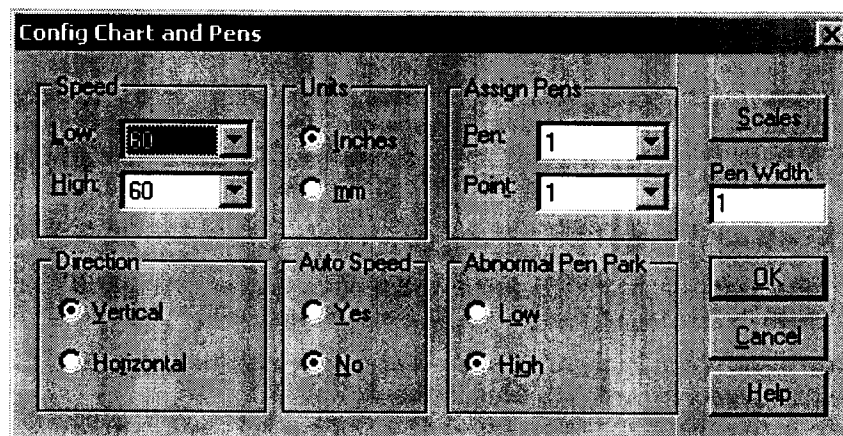 Config Chart and Pens
Speed
Low: 60
High: 60
Units
Inches
mm
Assign Pens
Pen: 1
Point: 1
Scales
Pen Width:
1
Direction
Vertical
Horizontal
Auto Speed
Yes
No
Abnormal Pen Park
Low
High
OK
Cancel
Help